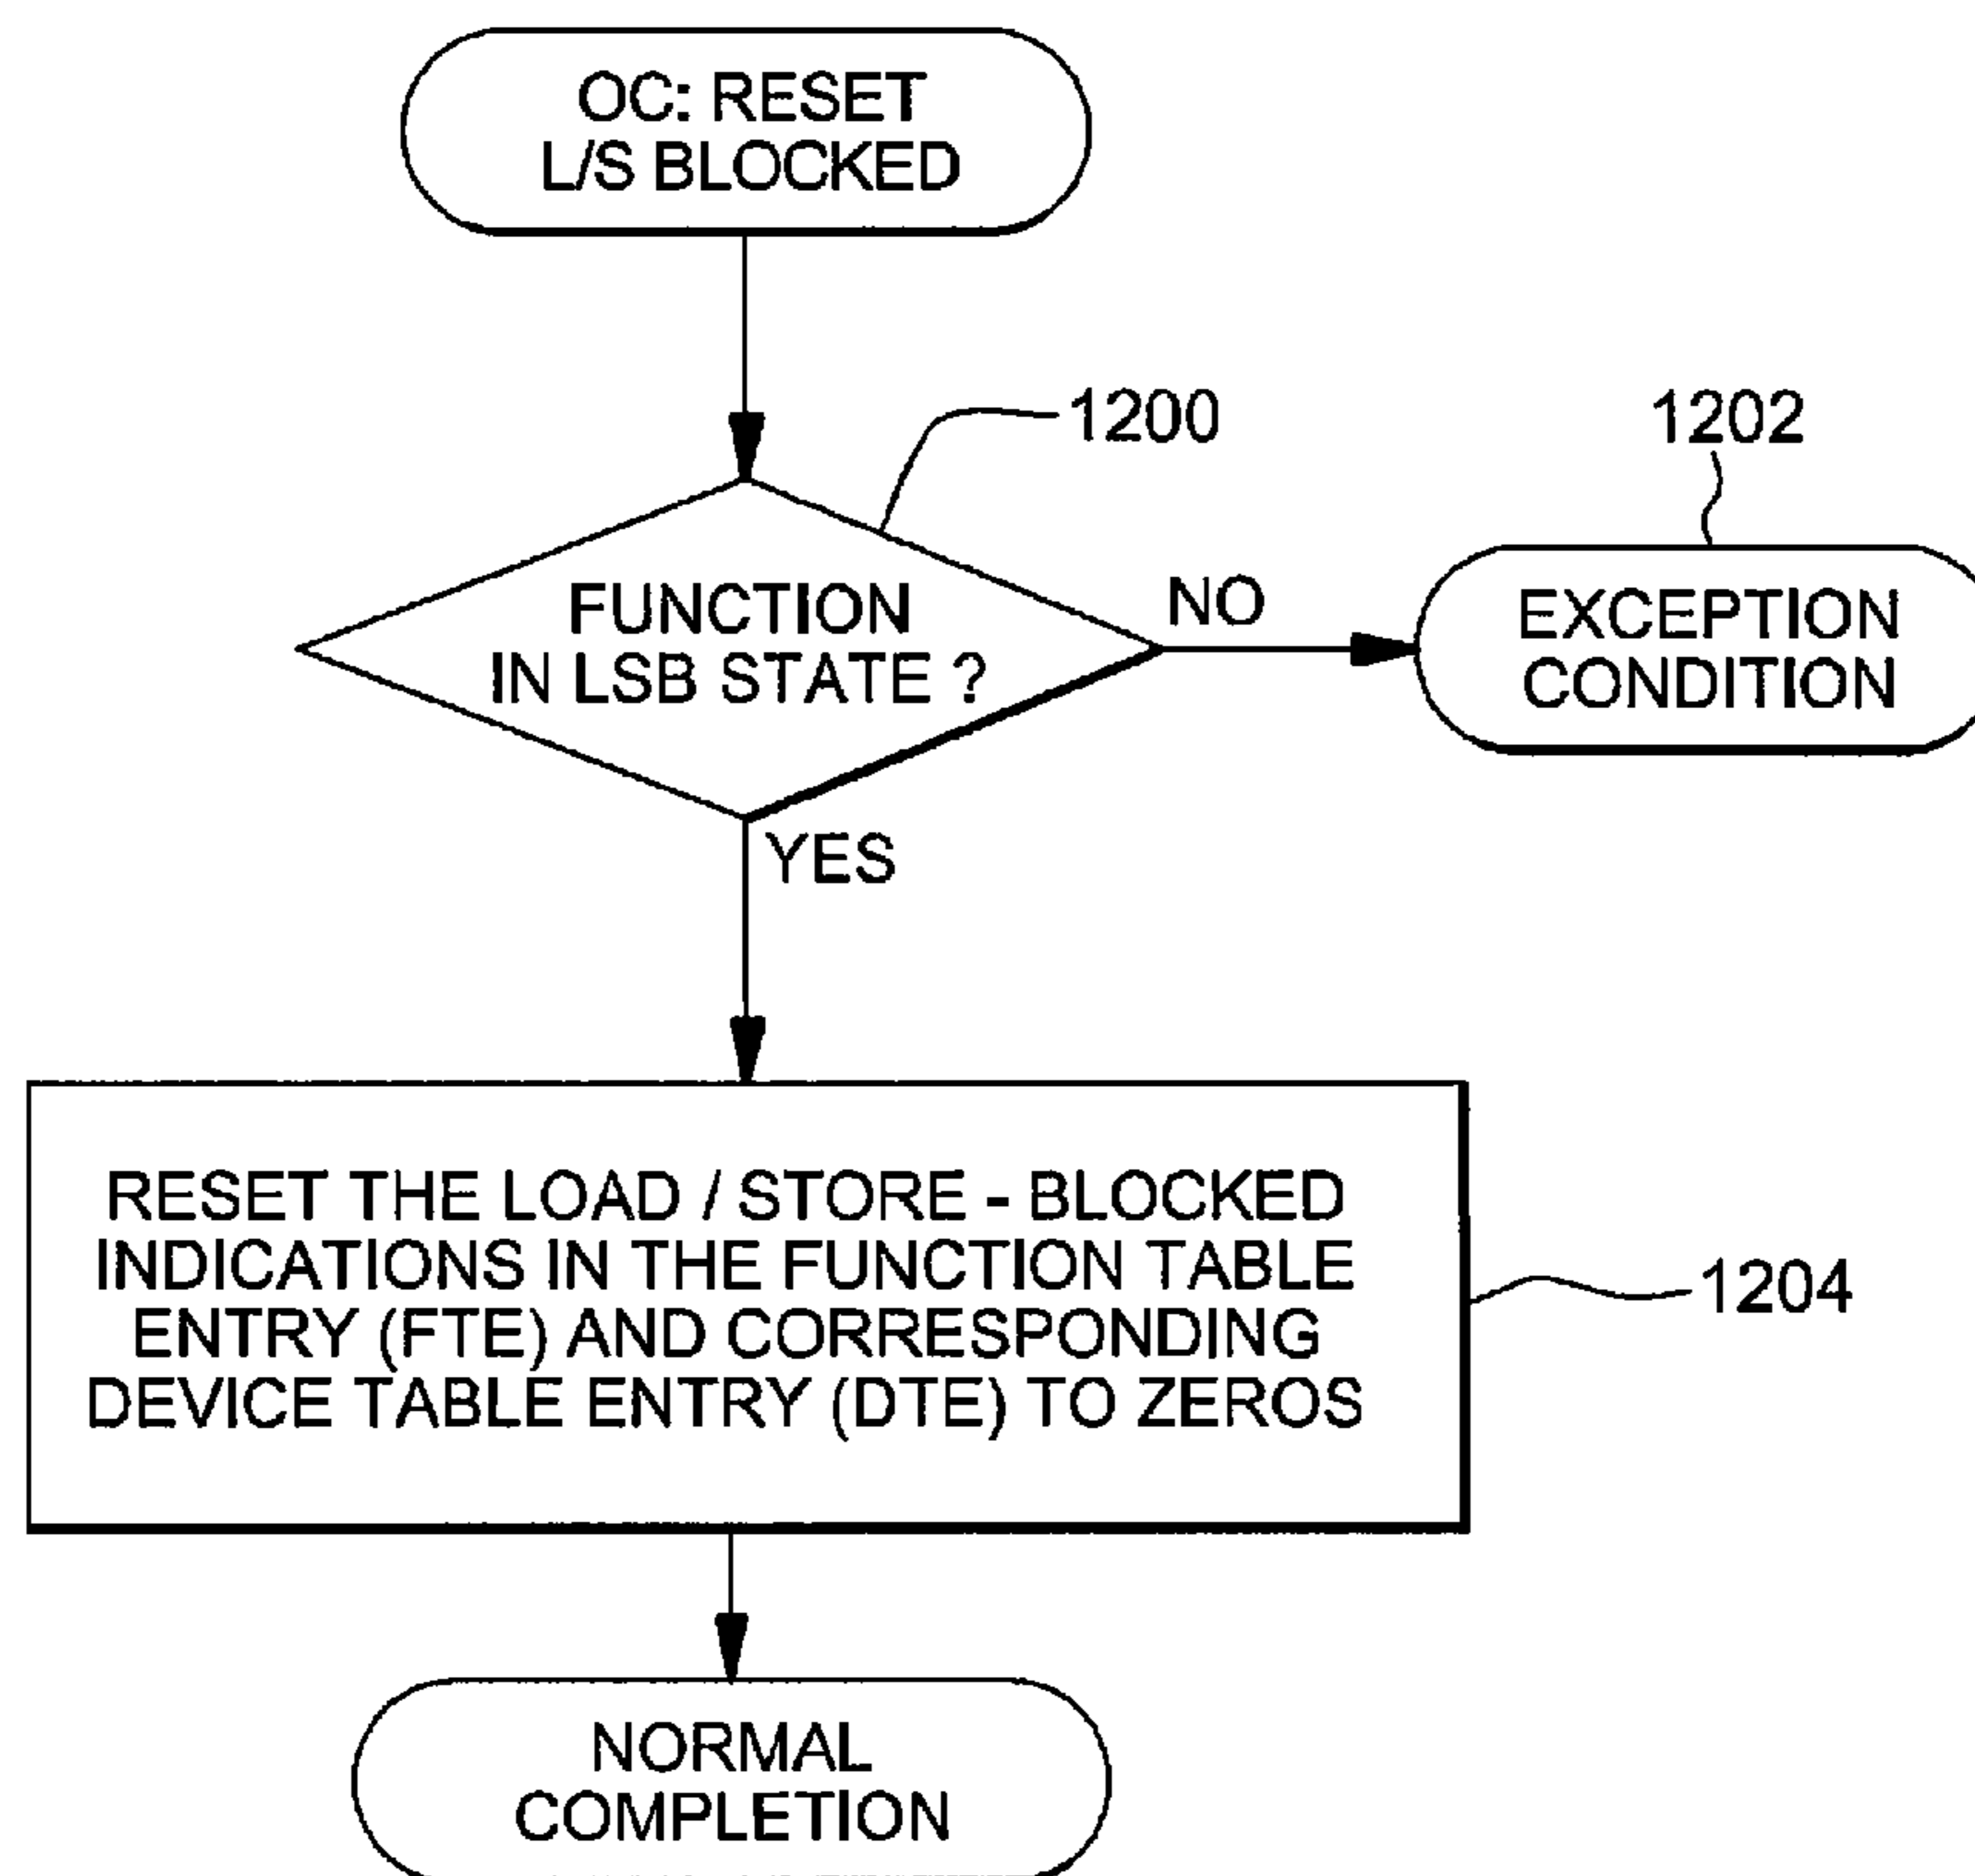 OC: RESET
L/S BLOCKED
1200
1202
FUNCTION
IN LSB STATE ?
NO
EXCEPTION
CONDITION
YES
RESET THE LOAD / STORE - BLOCKED
INDICATIONS IN THE FUNCTION TABLE
ENTRY (FTE) AND CORRESPONDING
DEVICE TABLE ENTRY (DTE) TO ZEROS
1204
NORMAL
COMPLETION